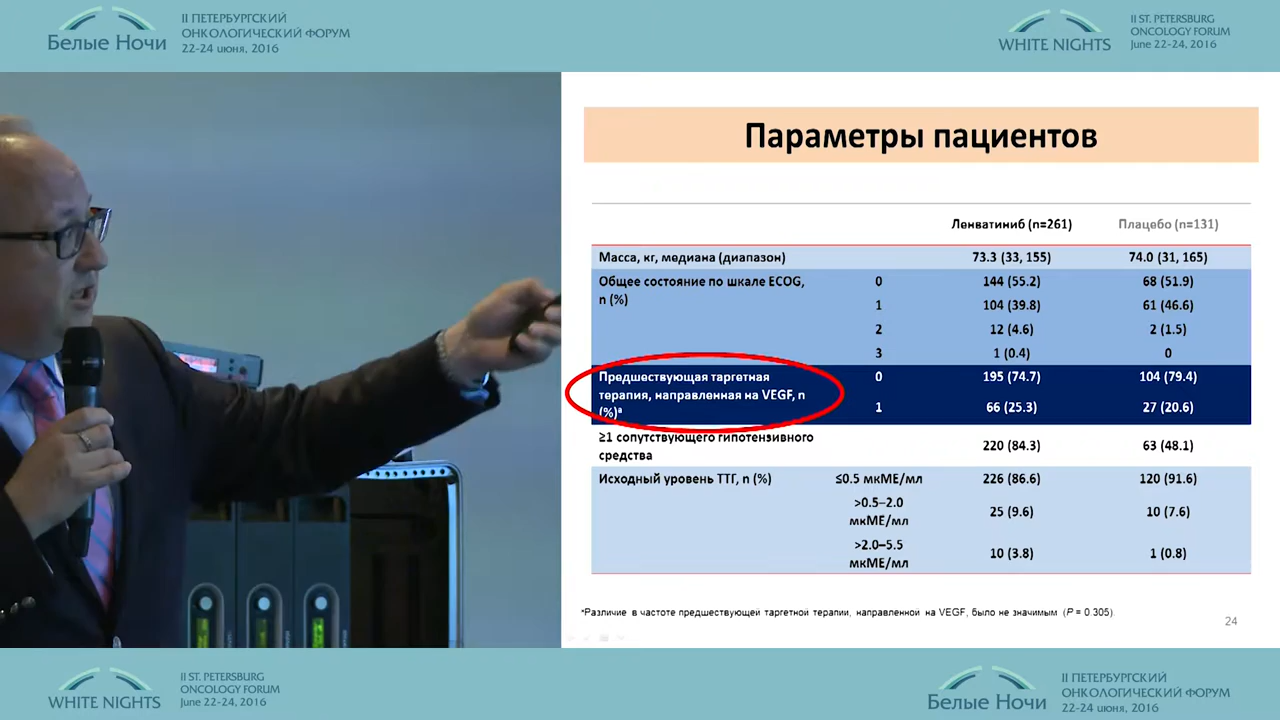 Белые Ночи
II ПЕТЕРБУРГСКИЙ
ОНКОЛОГИЧЕСКИЙ ФОРУМ
22-24 июня, 2016
WHITE NIGHTS
II ST. PETERSBURG
ONCOLOGY FORUM
June 22-24, 2016
Параметры пациентов
Ленватиниб (n=261) Плацебо (n=131)
Масса, кг, медиана (диапазон) 73.3 (33, 155) 74.0 (31, 165)
Общее состояние по шкале ECOG, 0 144 (55.2) 68 (51.9)
n (%)
1 104 (39.8) 61 (46.6)
2 12 (4.6) 2 (1.5)
3 1 (0.4) 0
Предшествующая таргетная 0 195 (74.7) 104 (79.4)
терапия, направленная на VEGF, n
(%)ᵃ 1 66 (25.3) 27 (20.6)
≥1 сопутствующего гипотензивного
средства 220 (84.3) 63 (48.1)
Исходный уровень ТТГ, n (%) ≤0.5 мкМЕ/мл 226 (86.6) 120 (91.6)
>0.5–2.0
мкМЕ/мл 25 (9.6) 10 (7.6)
>2.0–5.5
мкМЕ/мл 10 (3.8) 1 (0.8)
ᵃРазличие в частоте предшествующей таргетной терапии, направленной на VEGF, было не значимым (P = 0.305).
24
WHITE NIGHTS
II ST. PETERSBURG
ONCOLOGY FORUM
June 22-24, 2016
Белые Ночи
II ПЕТЕРБУРГСКИЙ
ОНКОЛОГИЧЕСКИЙ ФОРУМ
22-24 июня, 2016